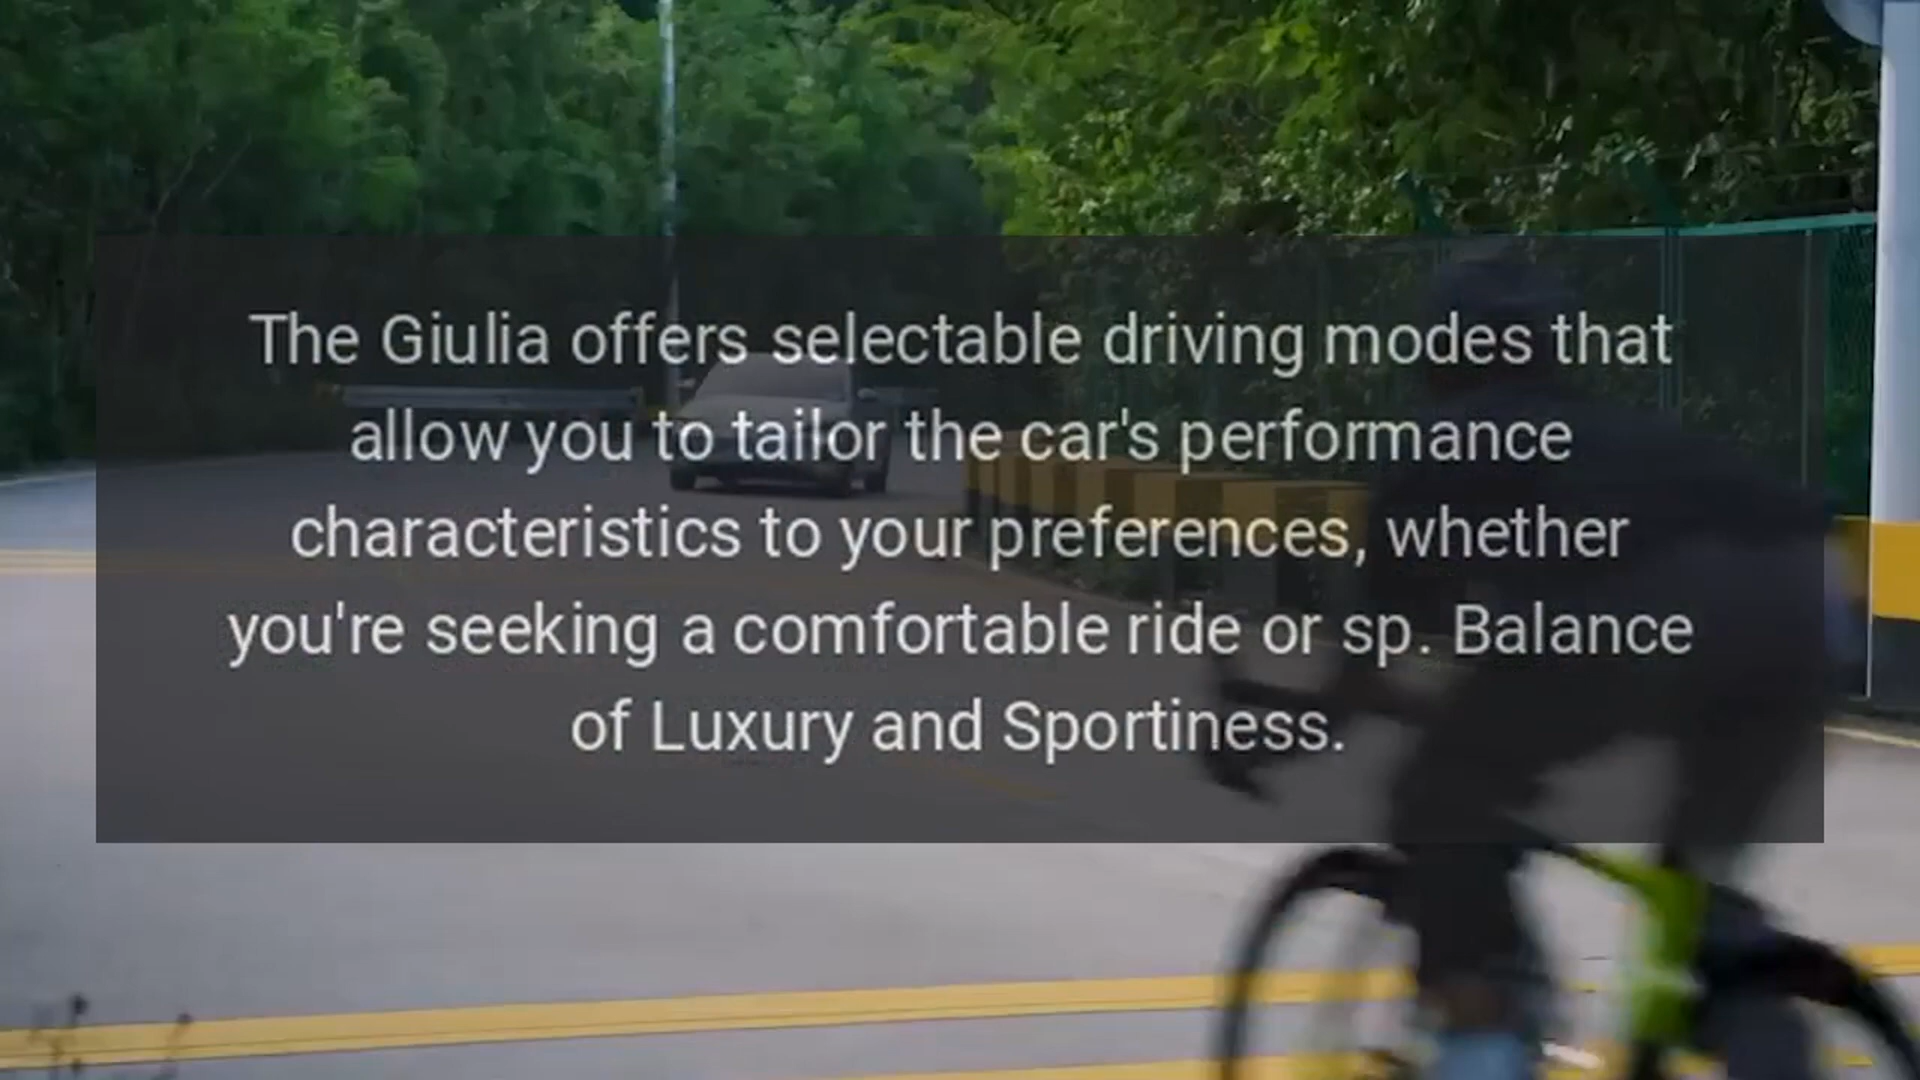 The Giulia offers selectable driving modes that
allow you to tailor the car's performance
characteristics to your preferences, whether
you're seeking a comfortable ride or sp. Balance
of Luxury and Sportiness.